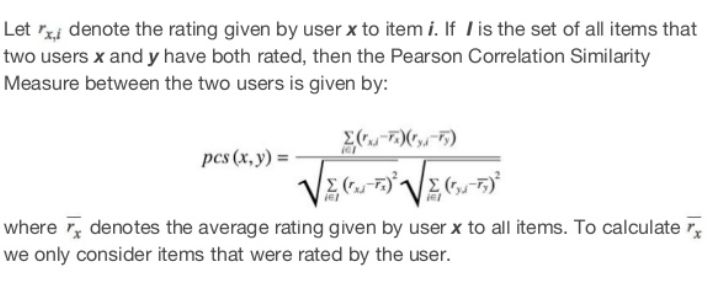 Let r_{x,i} denote the rating given by user x to item i. If I is the set of all items that
two users x and y have both rated, then the Pearson Correlation Similarity
Measure between the two users is given by:
pcs (x, y) = \frac{\sum_{i \in I} (r_{x,i} - \overline{r_x})(r_{y,i} - \overline{r_y})}{\sqrt{\sum_{i \in I} (r_{x,i} - \overline{r_x})^2} \sqrt{\sum_{i \in I} (r_{y,i} - \overline{r_y})^2}}
where \overline{r_x} denotes the average rating given by user x to all items. To calculate \overline{r_x}
we only consider items that were rated by the user.